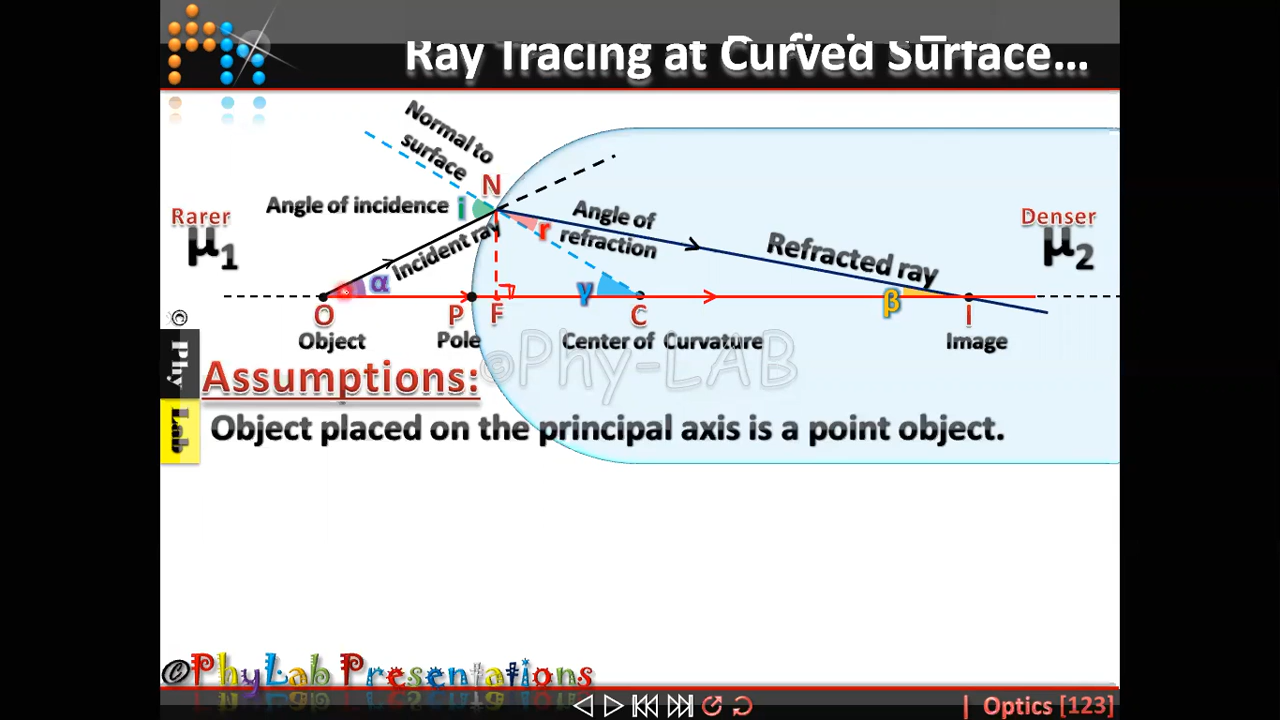 Ray Tracing at Curved Surface...
Normal to
surface
N
Angle of incidence
i
Angle of
refraction
r
Rarer
μ1
Denser
μ2
Incident ray
Refracted ray
α
γ
β
O
P
F
C
I
Object
Pole
Center of Curvature
Image
©Phy-LAB
© Phy Lab
Assumptions:
Object placed on the principal axis is a point object.
©PhyLab Presentations
| Optics [123]